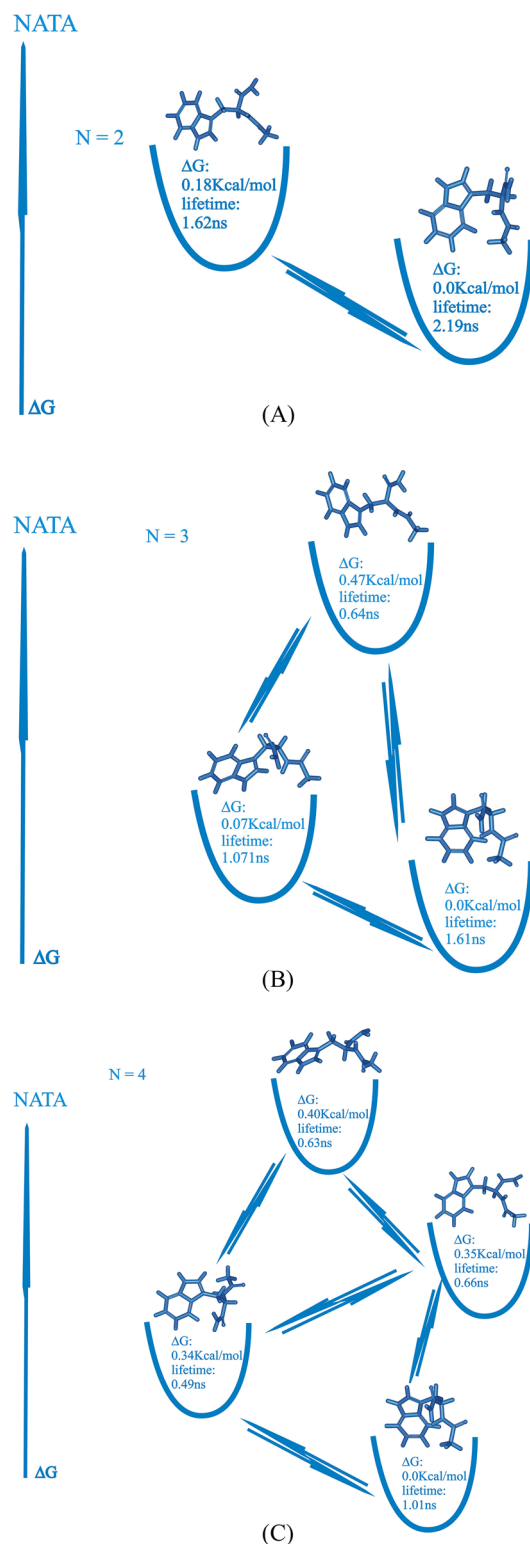 NATA
N = 2
ΔG:
0.18Kcal/mol
lifetime:
1.62ns
ΔG:
0.0Kcal/mol
lifetime:
2.19ns
ΔG
(A)
NATA
N = 3
ΔG:
0.47Kcal/mol
lifetime:
0.64ns
ΔG:
0.07Kcal/mol
lifetime:
1.071ns
ΔG:
0.0Kcal/mol
lifetime:
1.61ns
ΔG
(B)
N = 4
NATA
ΔG:
0.40Kcal/mol
lifetime:
0.63ns
ΔG:
0.35Kcal/mol
lifetime:
0.66ns
ΔG:
0.34Kcal/mol
lifetime:
0.49ns
ΔG:
0.0Kcal/mol
lifetime:
1.01ns
ΔG
(C)